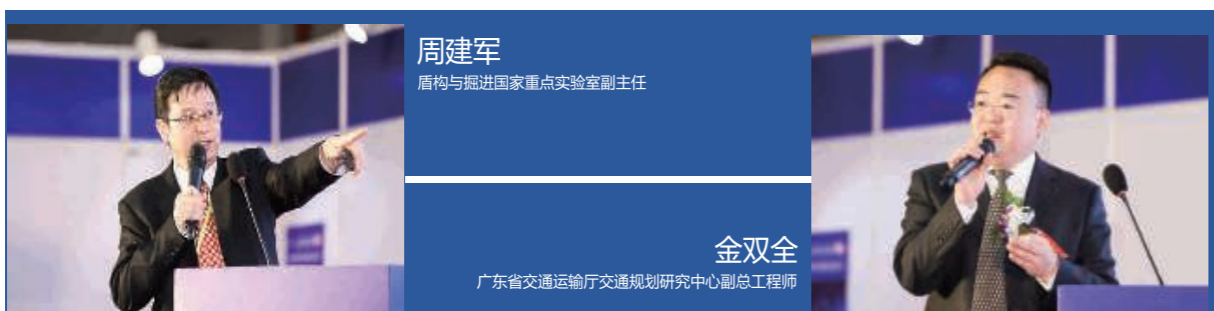 周建军
盾构与掘进国家重点实验室副主任
金双全
广东省交通运输厅交通规划研究中心副总工程师